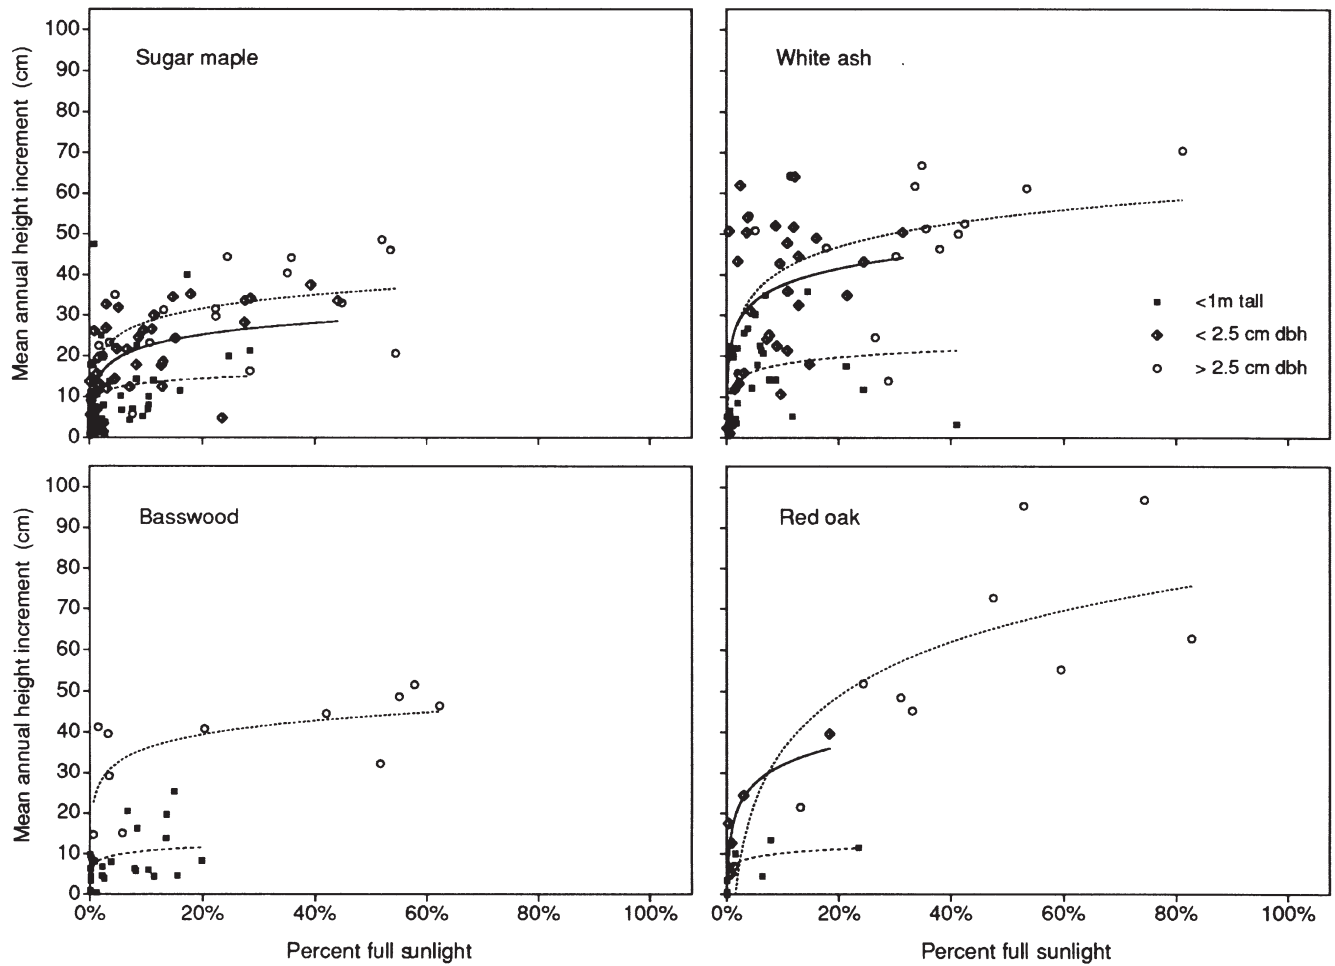 Mean annual height increment (cm)
100
90
80
70
60
50
40
30
20
10
0
Sugar maple
White ash
<1m tall
< 2.5 cm dbh
> 2.5 cm dbh
Mean annual height increment (cm)
100
90
80
70
60
50
40
30
20
10
0
Basswood
0% 20% 40% 60% 80% 100%
Percent full sunlight
Red oak
0% 20% 40% 60% 80% 100%
Percent full sunlight